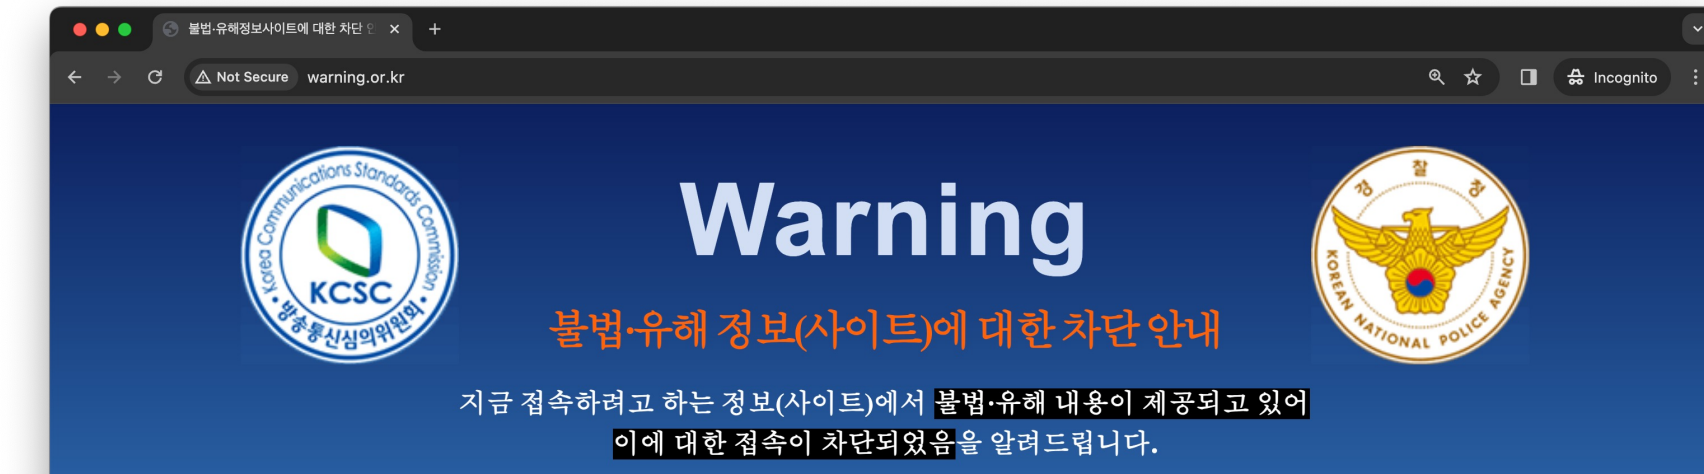 불법·유해정보사이트에 대한 차단 안
Not Secure warning.or.kr
Incognito
Korea Communications Standards Commission
KCSC
방송통신심의위원회
Warning
경찰청
KOREAN NATIONAL POLICE AGENCY
불법·유해 정보(사이트)에 대한 차단 안내
지금 접속하려고 하는 정보(사이트)에서 불법·유해 내용이 제공되고 있어
이에 대한 접속이 차단되었음을 알려드립니다.